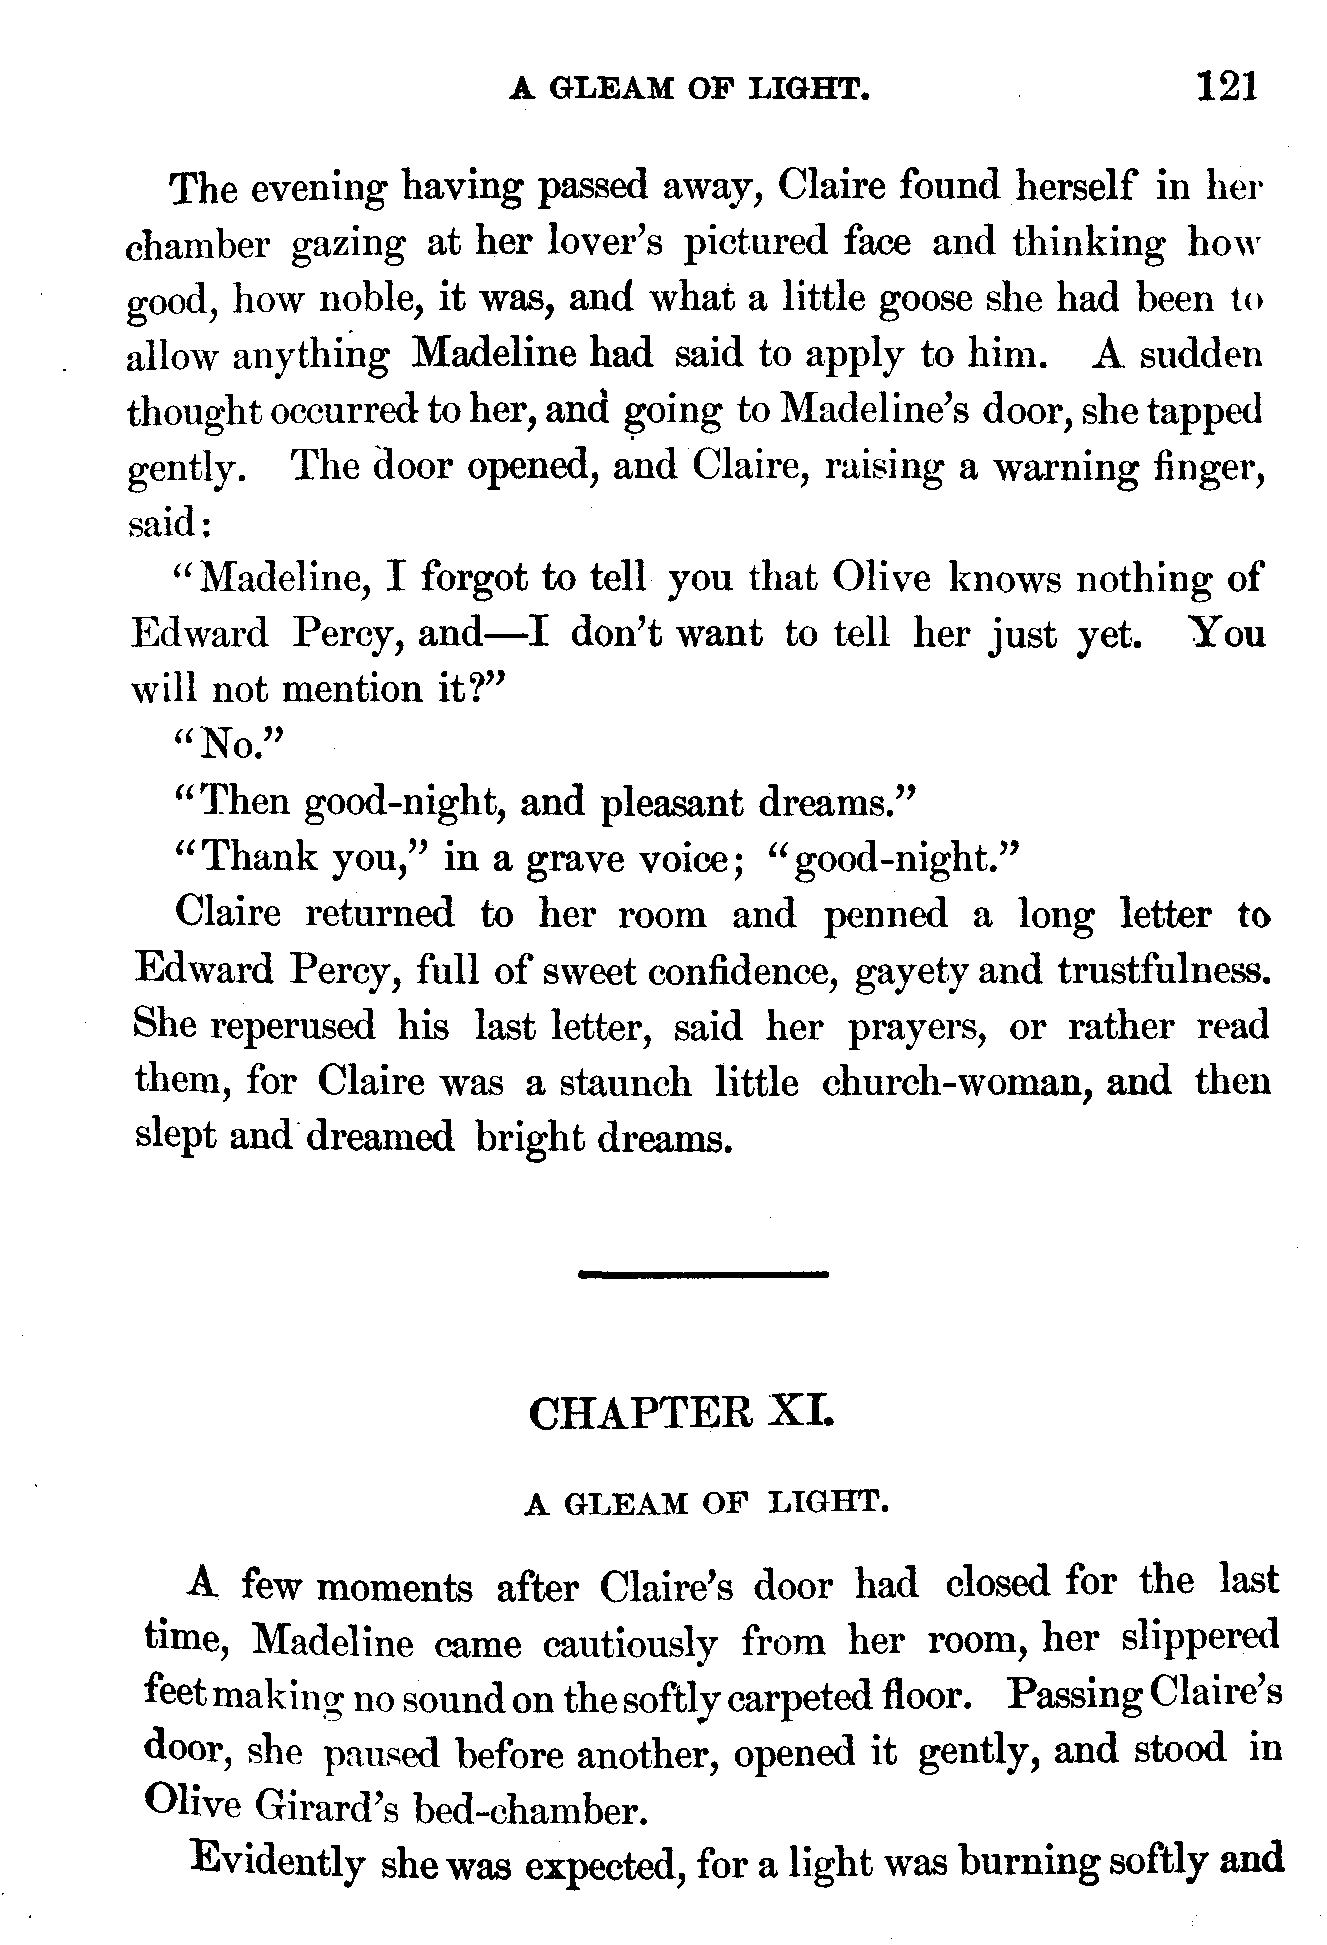 A GLEAM OF LIGHT. 121
The evening having passed away, Claire found herself in her
chamber gazing at her lover's pictured face and thinking how
good, how noble, it was, and what a little goose she had been to
allow anything Madeline had said to apply to him. A sudden
thought occurred to her, and going to Madeline's door, she tapped
gently. The door opened, and Claire, raising a warning finger,
said:
"Madeline, I forgot to tell you that Olive knows nothing of
Edward Percy, and—I don't want to tell her just yet. You
will not mention it?"
"No."
"Then good-night, and pleasant dreams."
"Thank you," in a grave voice; "good-night."
Claire returned to her room and penned a long letter to
Edward Percy, full of sweet confidence, gayety and trustfulness.
She reperused his last letter, said her prayers, or rather read
them, for Claire was a staunch little church-woman, and then
slept and dreamed bright dreams.
CHAPTER XI.
A GLEAM OF LIGHT.
A few moments after Claire's door had closed for the last
time, Madeline came cautiously from her room, her slippered
feet making no sound on the softly carpeted floor. Passing Claire's
door, she paused before another, opened it gently, and stood in
Olive Girard's bed-chamber.
Evidently she was expected, for a light was burning softly and